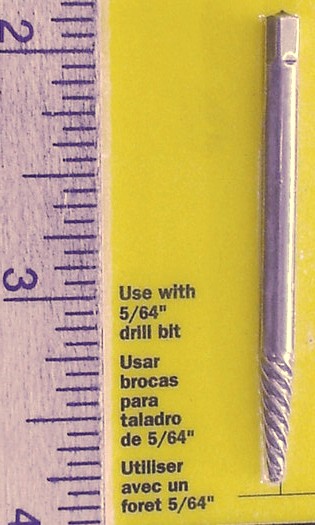 2
3
4
Use with
5/64"
drill bit
Usar
brocas
para
taladro
de 5/64"
Utiliser
avec un
foret 5/64"